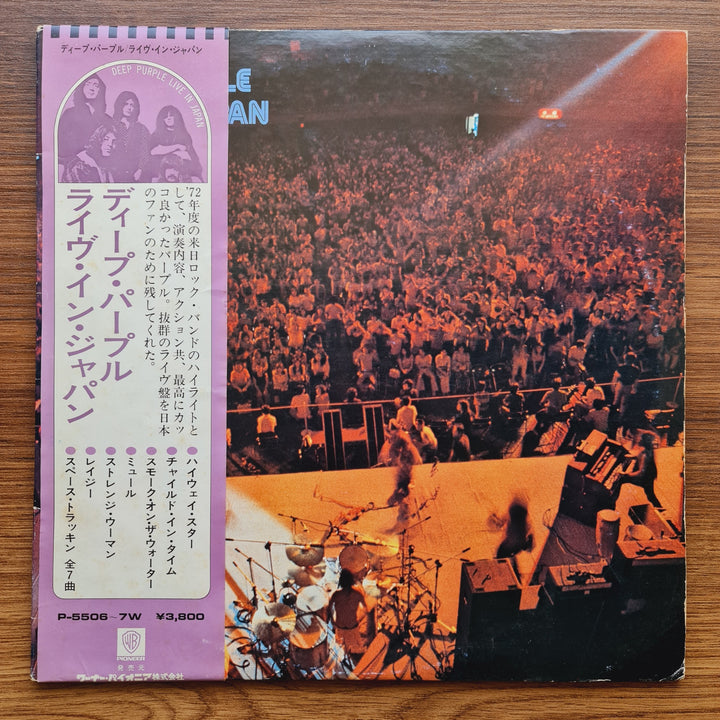 ディープ・パープル/ライヴ・イン・ジャパン
DEEP PURPLE LIVE IN JAPAN
LE
PAN
'72年度の来日ロック・バンドのハイライトと
して、演奏内容、アクション共、最高にカッ
コ良かったパープル。抜群のライヴ盤を日本
のファンのために残してくれた。
ディープ・パープル
ライヴ・イン・ジャパン
●ハイウェイ・スター
●チャイルド・イン・タイム
●スモーク・オン・ザ・ウォーター
●ミュール
●ストレンジ・ウーマン
●レイジー
●スペース・トラッキン 全7曲
P-5506~7W ¥3,800
WB
PIONEER
発売元
ワーナー・パイオニア株式会社